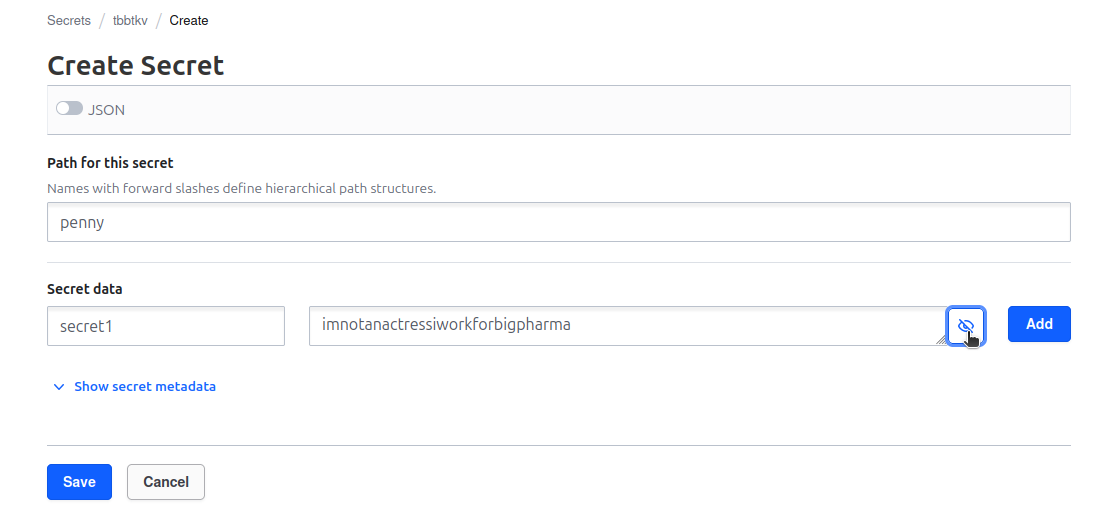 Secrets / tbbtkv / Create
Create Secret
JSON
Path for this secret
Names with forward slashes define hierarchical path structures.
penny
Secret data
secret1 imnotanactressiworkforbigpharma Add
Show secret metadata
Save Cancel